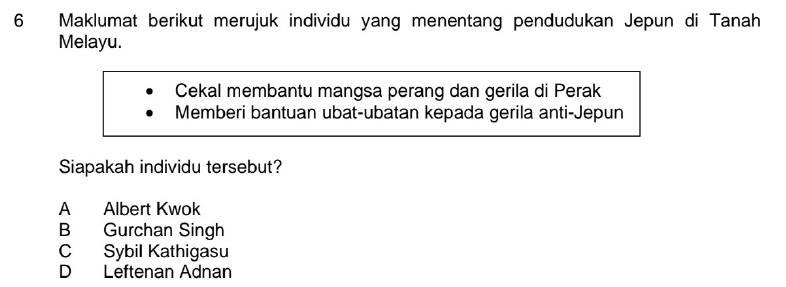 6 Maklumat berikut merujuk individu yang menentang pendudukan Jepun di Tanah
Melayu.
• Cekal membantu mangsa perang dan gerila di Perak
• Memberi bantuan ubat-ubatan kepada gerila anti-Jepun
Siapakah individu tersebut?
A Albert Kwok
B Gurchan Singh
C Sybil Kathigasu
D Leftenan Adnan